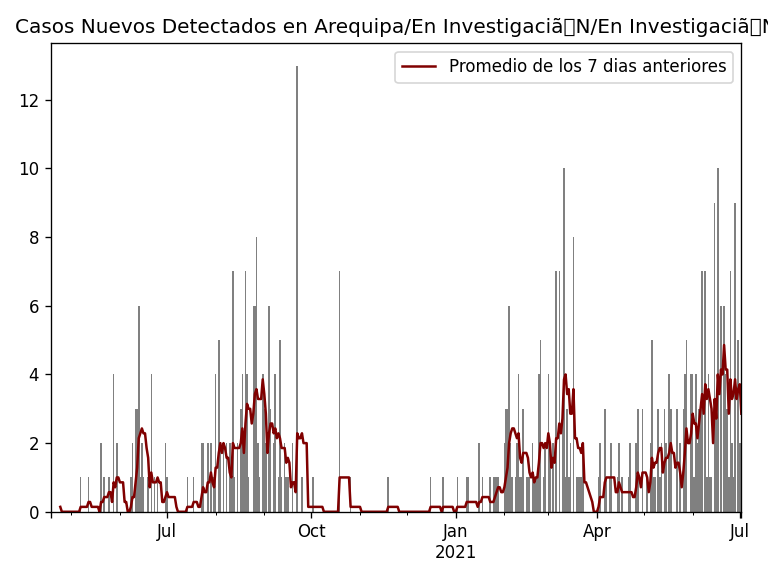 Casos Nuevos Detectados en Arequipa/En Investigaciã▯N/En Investigaciã▯N
Promedio de los 7 dias anteriores
12
10
8
6
4
2
0
Jul Oct Jan Apr Jul
2021